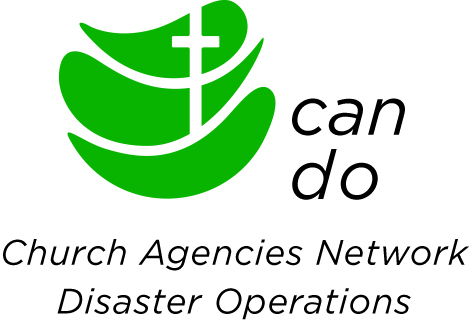 can
do
Church Agencies Network
Disaster Operations